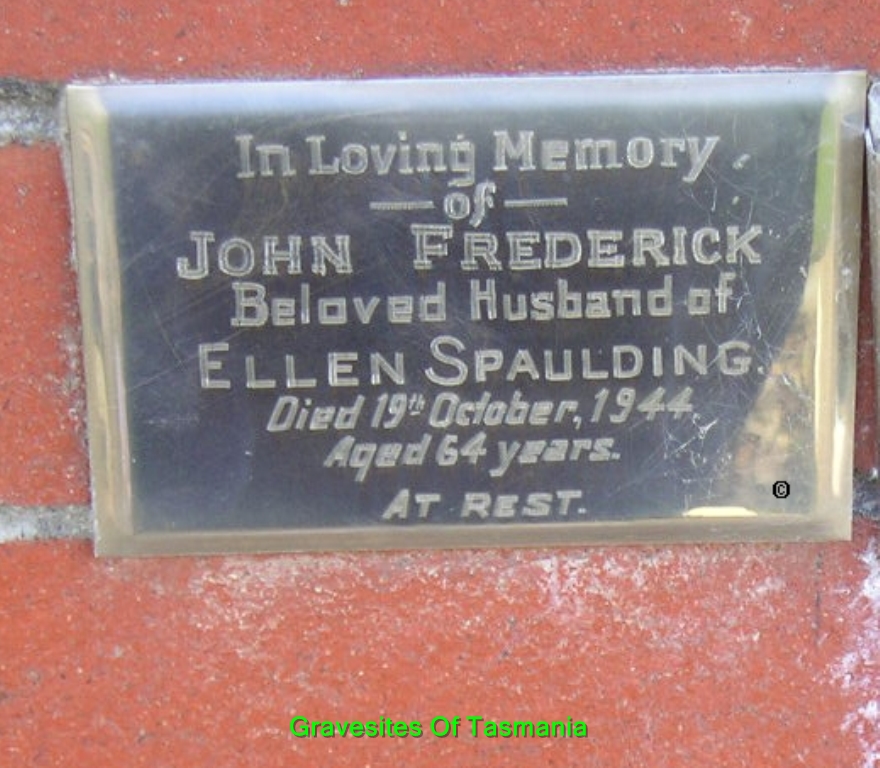 In Loving Memory
— of —
JOHN FREDERICK
Beloved Husband of
ELLEN SPAULDING.
Died 19th October, 1944.
Aged 64 years.
AT REST.
©
Gravesites Of Tasmania